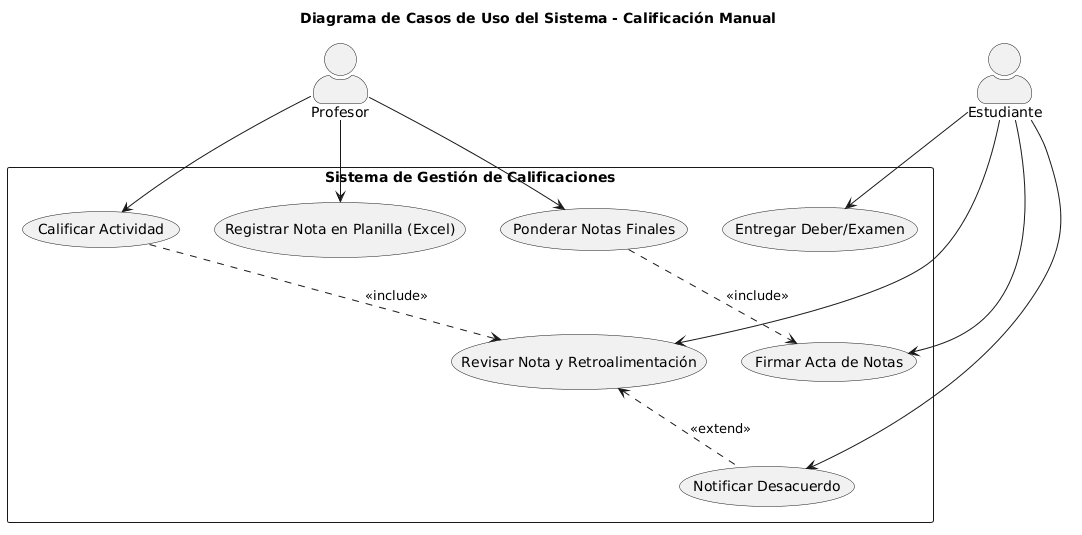 Diagrama de Casos de Uso del Sistema - Calificación Manual
Profesor
Estudiante
Sistema de Gestión de Calificaciones
Calificar Actividad
Registrar Nota en Planilla (Excel)
Ponderar Notas Finales
Entregar Deber/Examen
«include»
«include»
Revisar Nota y Retroalimentación
Firmar Acta de Notas
«extend»
Notificar Desacuerdo